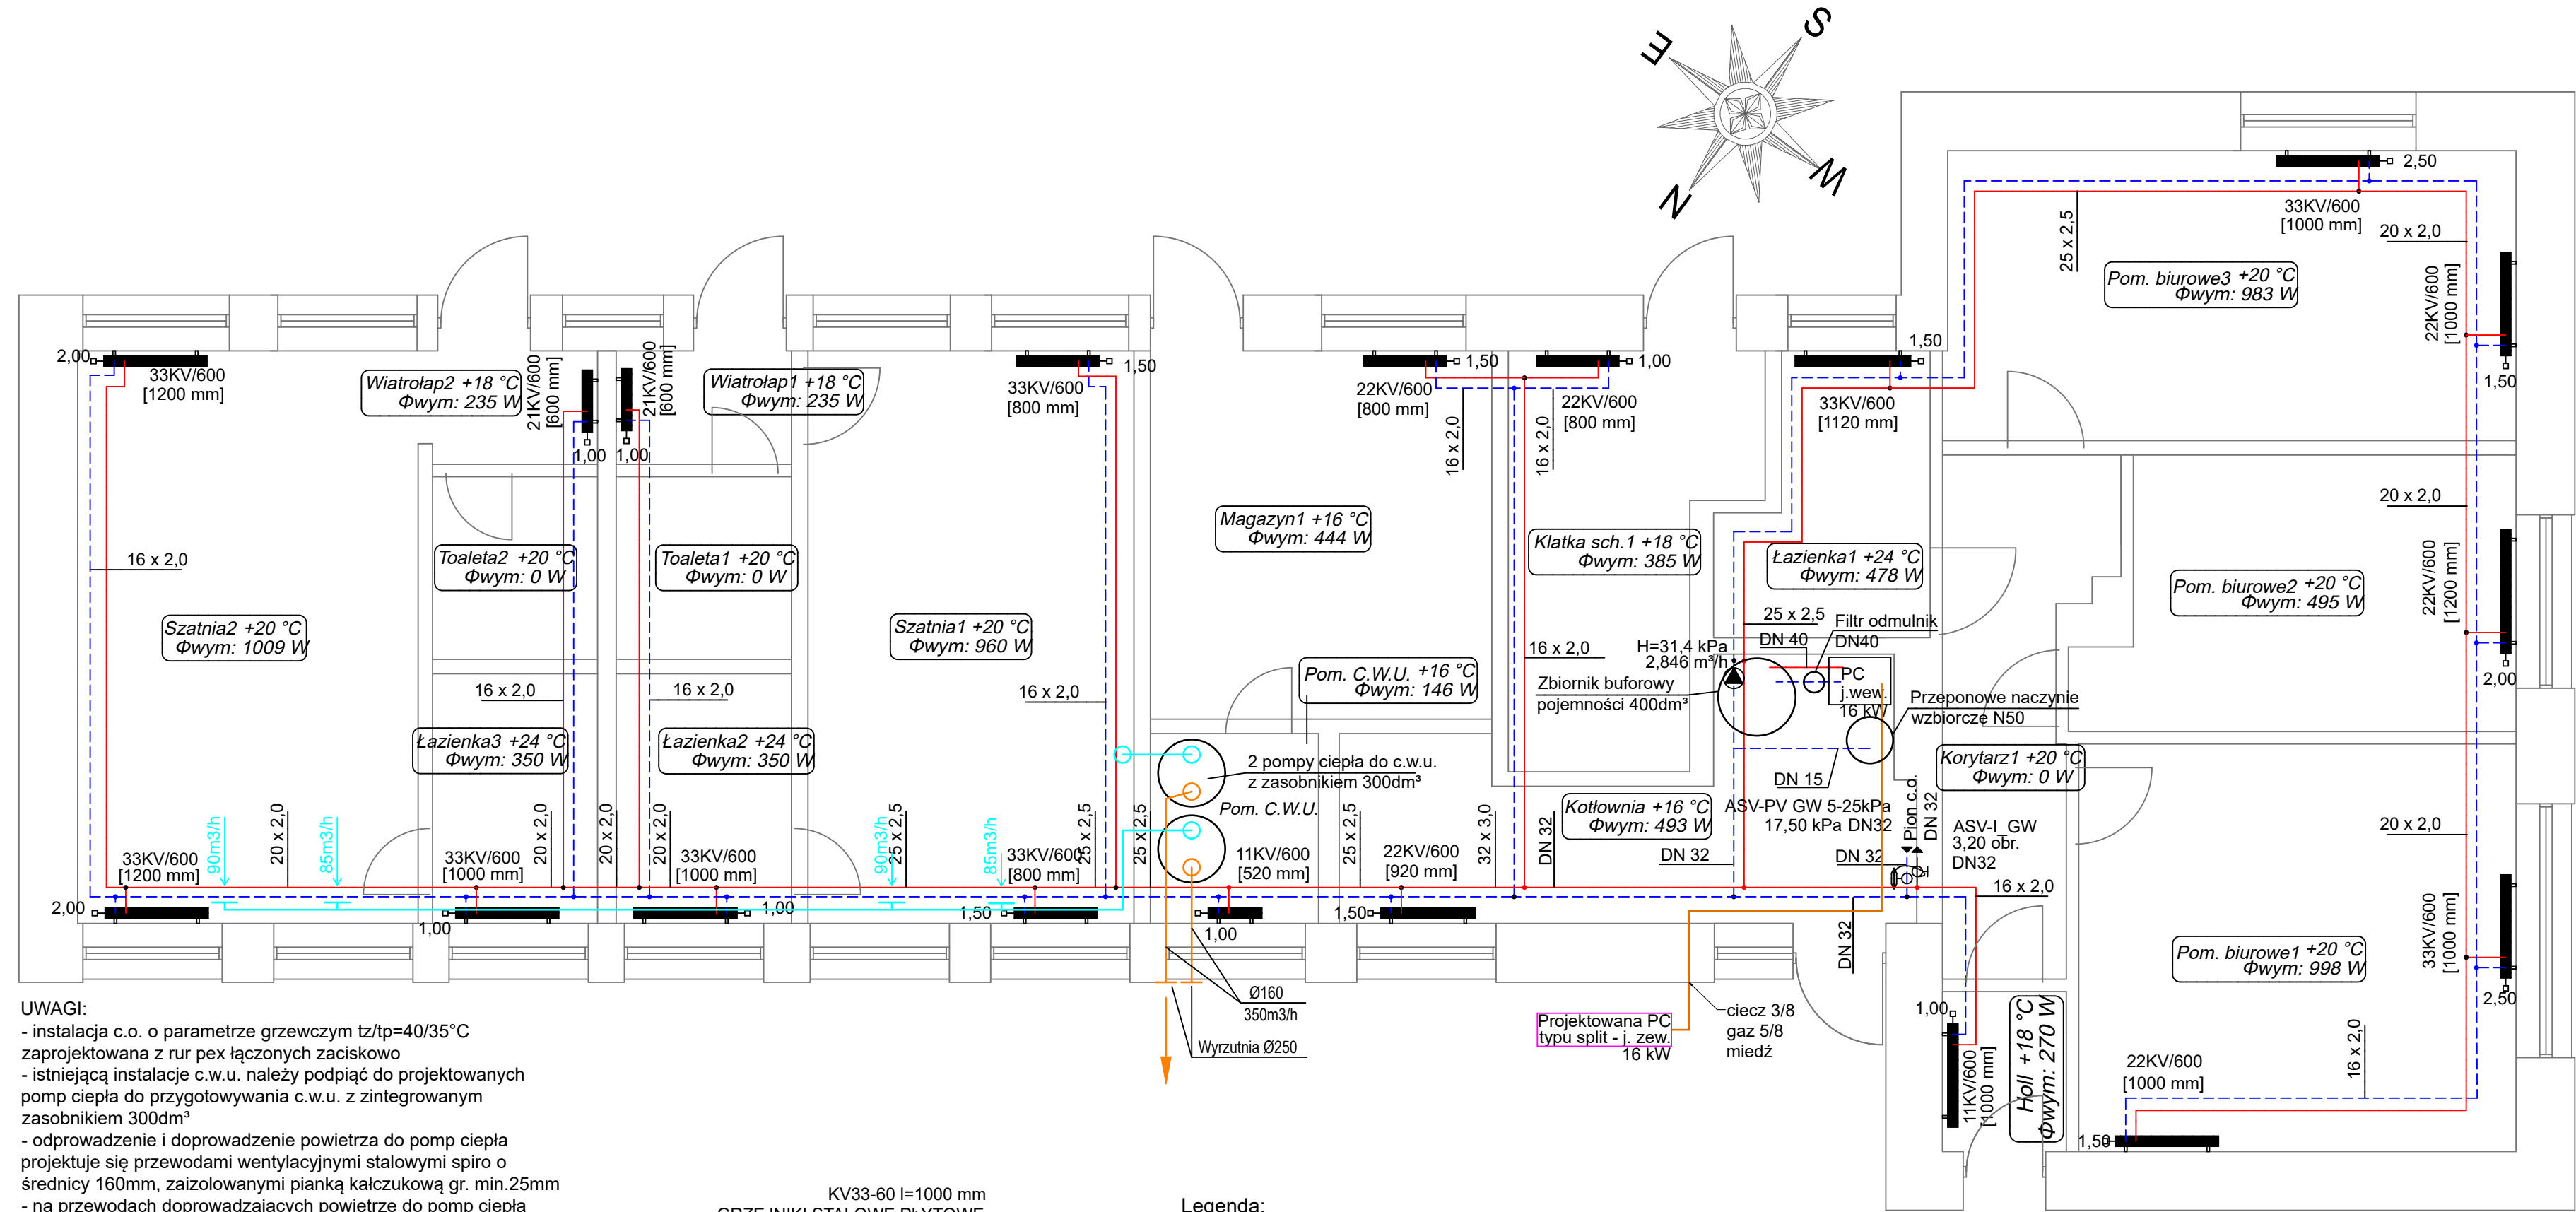 E
S
N
W
2,50
33KV/600
[1000 mm]
25 x 2,5
20 x 2,0
Pom. biurowe3 +20 °C
Φwym: 983 W
22KV/600
[1000 mm]
1,50
2,00
33KV/600
[1200 mm]
Wiatrołap2 +18 °C
Φwym: 235 W
21KV/600
[600 mm]
1,00
21KV/600
[600 mm]
1,00
Wiatrołap1 +18 °C
Φwym: 235 W
33KV/600
[800 mm]
1,50
22KV/600
[800 mm]
1,50
16 x 2,0
16 x 2,0
22KV/600
[800 mm]
1,00
33KV/600
[1120 mm]
1,50
20 x 2,0
Magazyn1 +16 °C
Φwym: 444 W
Klatka sch.1 +18 °C
Φwym: 385 W
Łazienka1 +24 °C
Φwym: 478 W
Pom. biurowe2 +20 °C
Φwym: 495 W
22KV/600
[1200 mm]
2,00
16 x 2,0
Toaleta2 +20 °C
Φwym: 0 W
Toaleta1 +20 °C
Φwym: 0 W
Szatnia2 +20 °C
Φwym: 1009 W
Szatnia1 +20 °C
Φwym: 960 W
16 x 2,0
16 x 2,0
16 x 2,0
Pom. C.W.U. +16 °C
Φwym: 146 W
16 x 2,0
25 x 2,5
H=31,4 kPa
2,846 m³/h
DN 40
Filtr odmulnik
DN40
Zbiornik buforowy
pojemności 400dm³
PC
j.wew.
16 kW
Przeponowe naczynie
wzbiorcze N50
Łazienka3 +24 °C
Φwym: 350 W
Łazienka2 +24 °C
Φwym: 350 W
2 pompy ciepła do c.w.u.
z zasobnikiem 300dm³
Pom. C.W.U.
DN 15
Korytarz1 +20 °C
Φwym: 0 W
Kotłownia +16 °C
Φwym: 493 W
ASV-PV GW 5-25kPa
17,50 kPa DN32
Pion c.o.
DN 32
ASV-I_GW
3,20 obr.
DN32
20 x 2,0
33KV/600
[1200 mm]
2,00
90m3/h
20 x 2,0
85m3/h
33KV/600
[1000 mm]
1,00
20 x 2,0
20 x 2,0
20 x 2,0
33KV/600
[1000 mm]
1,00
90m3/h
25 x 2,5
85m3/h
33KV/600
[800 mm]
1,50
25 x 2,5
25 x 2,5
11KV/600
[520 mm]
1,00
25 x 2,5
22KV/600
[920 mm]
1,50
32 x 3,0
DN 32
DN 32
DN 32
DN 32
16 x 2,0
Pom. biurowe1 +20 °C
Φwym: 998 W
33KV/600
[1000 mm]
2,50
Ø160
350m3/h
Wyrzutnia Ø250
Projektowana PC
typu split - j. zew.
16 kW
ciecz 3/8
gaz 5/8
miedź
1,00
11KV/600
[1000 mm]
Holl +18 °C
Φwym: 270 W
22KV/600
[1000 mm]
1,50
16 x 2,0
UWAGI:
- instalacja c.o. o parametrze grzewczym tz/tp=40/35°C
zaprojektowana z rur pex łączonych zaciskowo
- istniejącą instalacje c.w.u. należy podpiąć do projektowanych
pomp ciepła do przygotowywania c.w.u. z zintegrowanym
zasobnikiem 300dm³
- odprowadzenie i doprowadzenie powietrza do pomp ciepła
projektuje się przewodami wentylacyjnymi stalowymi spiro o
średnicy 160mm, zaizolowanymi pianką kałczukową gr. min.25mm
- na przewodach doprowadzających powietrze do pomp ciepła
KV33-60 l=1000 mm
GRZEJNIKI STALOWE PŁYTOWE
Legenda: